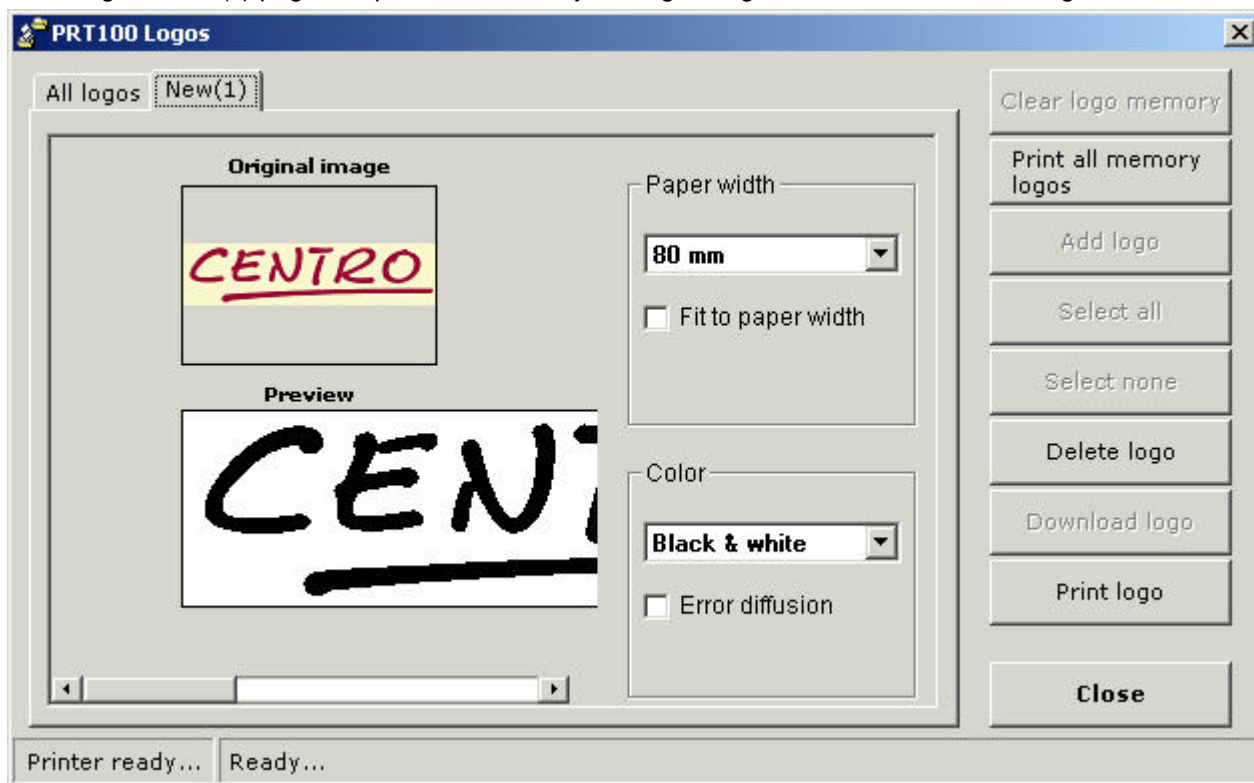 PRT100 Logos
All logos
New(1)
Original image
CENTRO
Preview
CENT
Paper width
80 mm
Fit to paper width
Color
Black & white
Error diffusion
Clear logo memory
Print all memory
logos
Add logo
Select all
Select none
Delete logo
Download logo
Print logo
Close
Printer ready...
Ready...